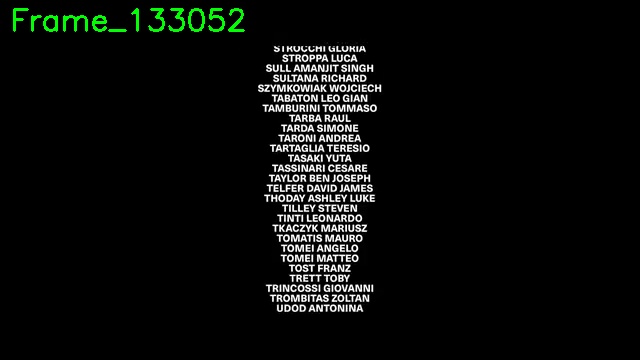 Frame_133052
STROCCHI GLORIA
STROPPA LUCA
SULL AMANJIT SINGH
SULTANA RICHARD
SZYMKOWIAK WOJCIECH
TABATON LEO GIAN
TAMBURINI TOMMASO
TARBA RAUL
TARDA SIMONE
TARONI ANDREA
TARTAGLIA TERESIO
TASAKI YUTA
TASSINARI CESARE
TAYLOR BEN JOSEPH
TELFER DAVID JAMES
THODAY ASHLEY LUKE
TILLEY STEVEN
TINTI LEONARDO
TKACZYK MARIUSZ
TOMATIS MAURO
TOMEI ANGELO
TOMEI MATTEO
TOST FRANZ
TRETT TOBY
TRINCOSSI GIOVANNI
TROMBITAS ZOLTAN
UDOD ANTONINA